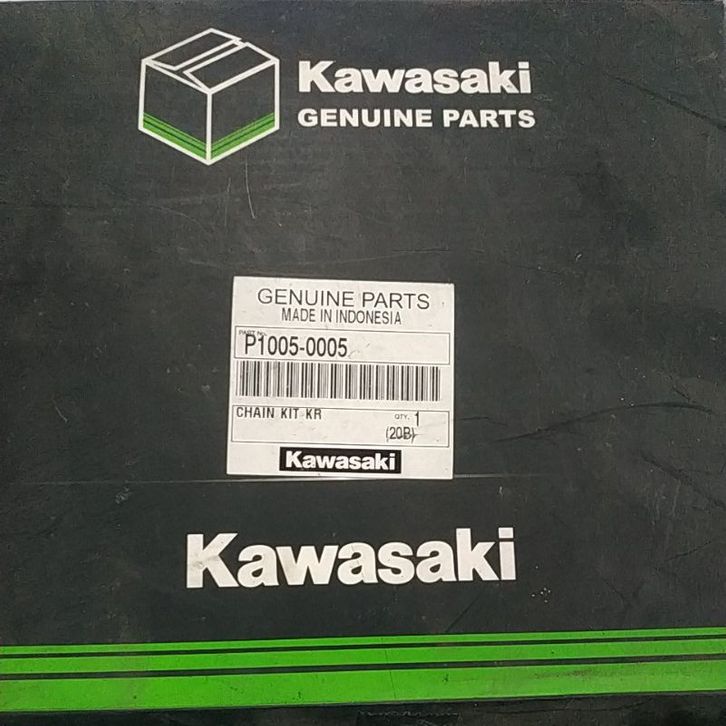 Kawasaki
GENUINE PARTS
GENUINE PARTS
MADE IN INDONESIA
PART No.
P1005-0005
CHAIN KIT KR QTY. 1
(20B)
Kawasaki
Kawasaki